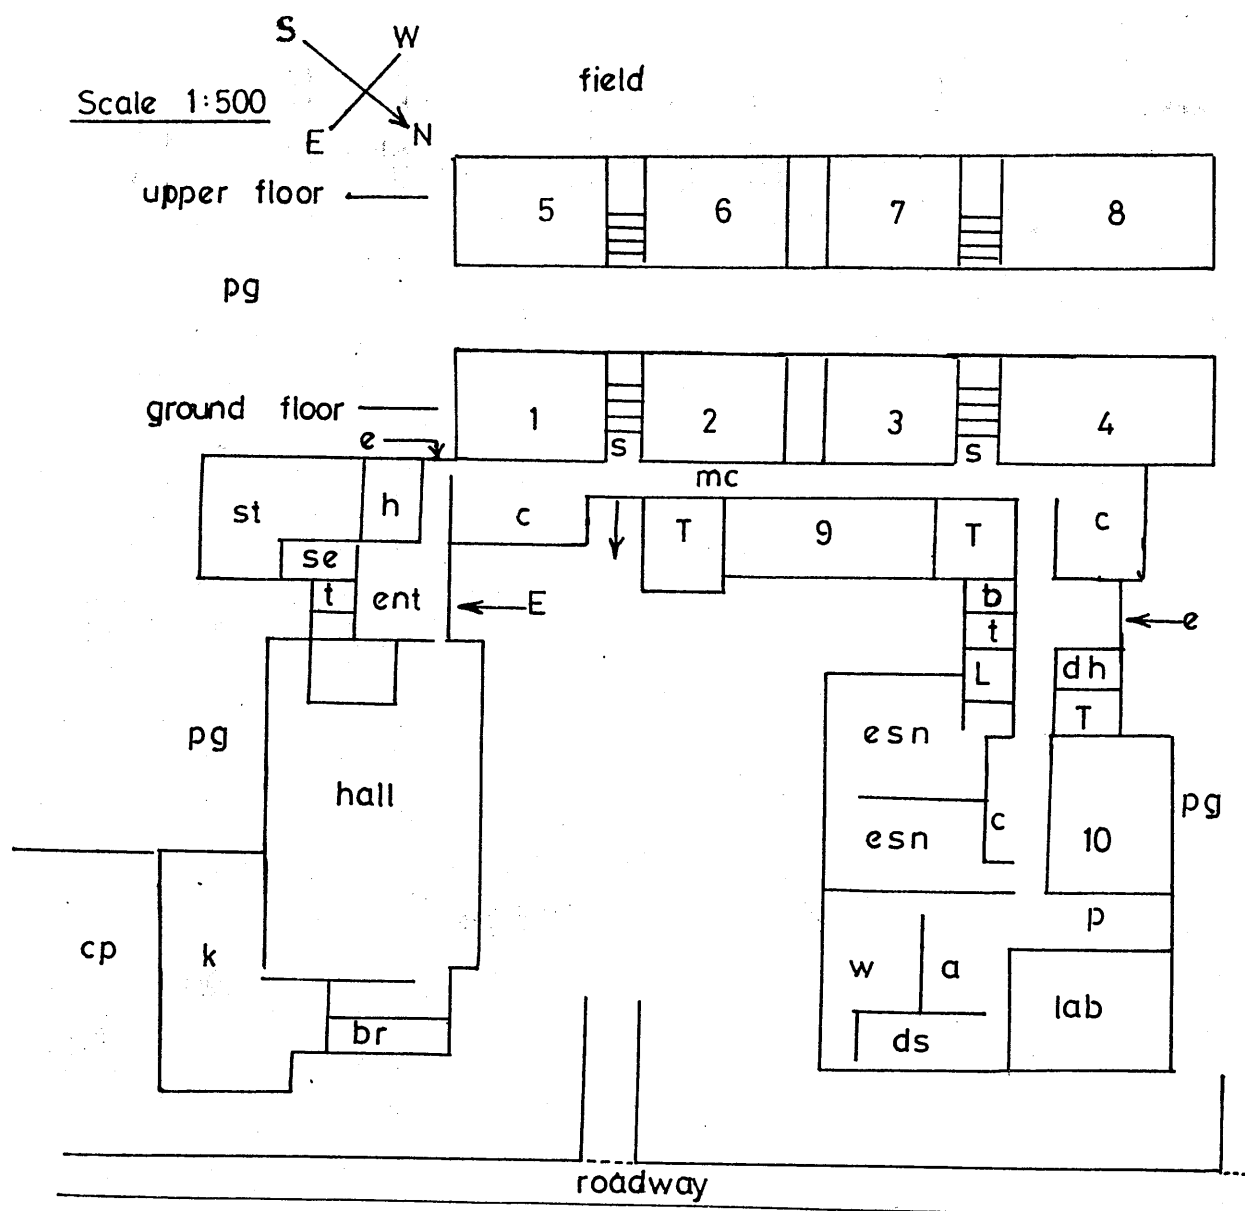 S
W
field
Scale 1:500
E
N
upper floor
5
6
7
8
pg
ground floor
1
2
3
4
e
s
s
mc
st
h
c
T
9
T
c
se
t
ent
E
b
t
e
L
dh
T
pg
esn
hall
pg
esn
c
10
cp
k
w
a
p
br
ds
lab
roadway